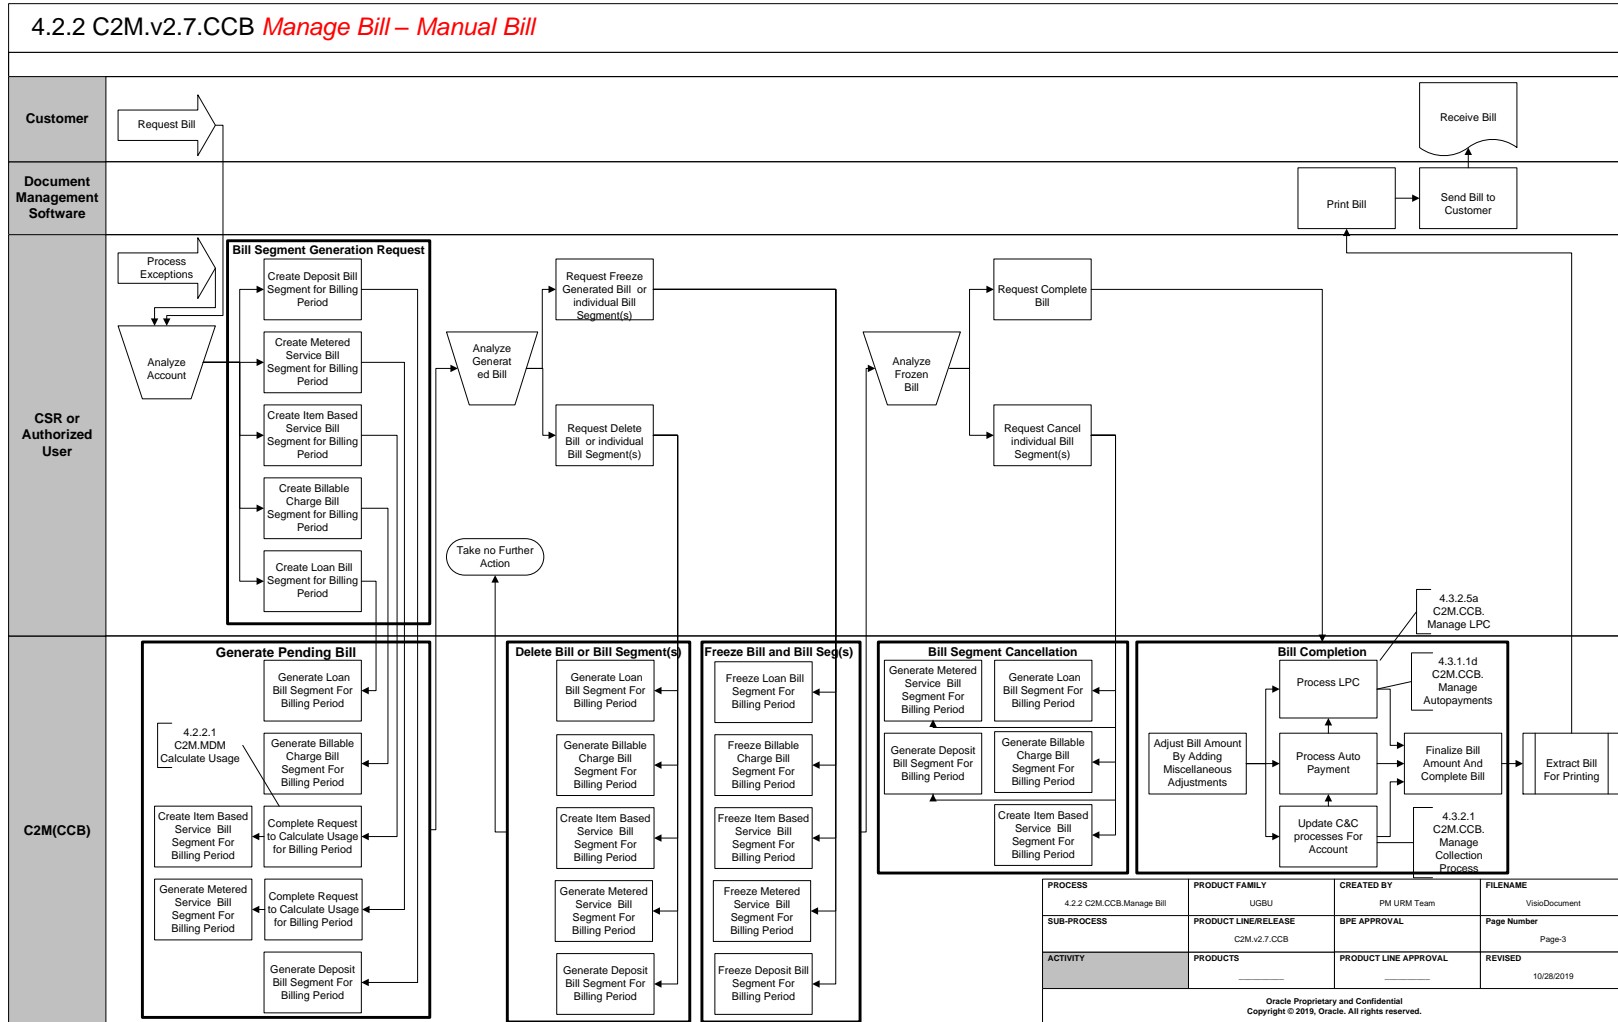 4.2.2 C2M.v2.7.CCB Manage Bill – Manual Bill
Customer
Request Bill
Receive Bill
Document
Management
Software
Print Bill
Send Bill to
Customer
CSR or
Authorized
User
Process
Exceptions
Analyze
Account
Bill Segment Generation Request
Create Deposit Bill
Segment for Billing
Period
Create Metered
Service Bill
Segment for Billing
Period
Create Item Based
Service Bill
Segment for Billing
Period
Create Billable
Charge Bill
Segment for Billing
Period
Create Loan Bill
Segment for Billing
Period
Analyze
Generat
ed Bill
Request Freeze
Generated Bill or
individual Bill
Segment(s)
Request Delete
Bill or individual
Bill Segment(s)
Take no Further
Action
Analyze
Frozen
Bill
Request Complete
Bill
Request Cancel
individual Bill
Segment(s)
4.3.2.5a
C2M.CCB.
Manage LPC
C2M(CCB)
Generate Pending Bill
Generate Loan
Bill Segment For
Billing Period
4.2.2.1
C2M.MDM
Calculate Usage
Generate Billable
Charge Bill
Segment For
Billing Period
Create Item Based
Service Bill
Segment For
Billing Period
Complete Request
to Calculate Usage
for Billing Period
Generate Metered
Service Bill
Segment For
Billing Period
Complete Request
to Calculate Usage
for Billing Period
Generate Deposit
Bill Segment For
Billing Period
Delete Bill or Bill Segment(s)
Generate Loan
Bill Segment For
Billing Period
Generate Billable
Charge Bill
Segment For
Billing Period
Create Item Based
Service Bill
Segment For
Billing Period
Generate Metered
Service Bill
Segment For
Billing Period
Generate Deposit
Bill Segment For
Billing Period
Freeze Bill and Bill Seg(s)
Freeze Loan Bill
Segment For
Billing Period
Freeze Billable
Charge Bill
Segment For
Billing Period
Freeze Item Based
Service Bill
Segment For
Billing Period
Freeze Metered
Service Bill
Segment For
Billing Period
Freeze Deposit Bill
Segment For
Billing Period
Bill Segment Cancellation
Generate Metered
Service Bill
Segment For
Billing Period
Generate Loan
Bill Segment For
Billing Period
Generate Deposit
Bill Segment For
Billing Period
Generate Billable
Charge Bill
Segment For
Billing Period
Create Item Based
Service Bill
Segment For
Billing Period
Bill Completion
Process LPC
4.3.1.1d
C2M.CCB.
Manage
Autopayments
Adjust Bill Amount
By Adding
Miscellaneous
Adjustments
Process Auto
Payment
Finalize Bill
Amount And
Complete Bill
Extract Bill
For Printing
Update C&C
processes For
Account
4.3.2.1
C2M.CCB.
Manage
Collection
Process
PROCESS
4.2.2 C2M.CCB.Manage Bill
PRODUCT FAMILY
UGBU
CREATED BY
PM URM Team
FILENAME
VisioDocument
SUB-PROCESS
PRODUCT LINE/RELEASE
C2M.v2.7.CCB
BPE APPROVAL
Page Number
Page-3
ACTIVITY
PRODUCTS
PRODUCT LINE APPROVAL
REVISED
10/28/2019
Oracle Proprietary and Confidential
Copyright © 2019, Oracle. All rights reserved.